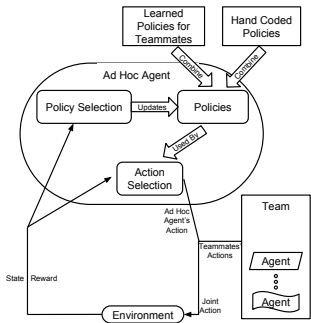 Learned
Policies for
Teammates
Hand Coded
Policies
Combine
Combine
Ad Hoc Agent
Policy Selection
Updates
Policies
Used By
Action
Selection
Ad Hoc
Agent's
Action
Team
Teammates
Actions
Agent
Agent
State
Reward
Joint
Action
Environment